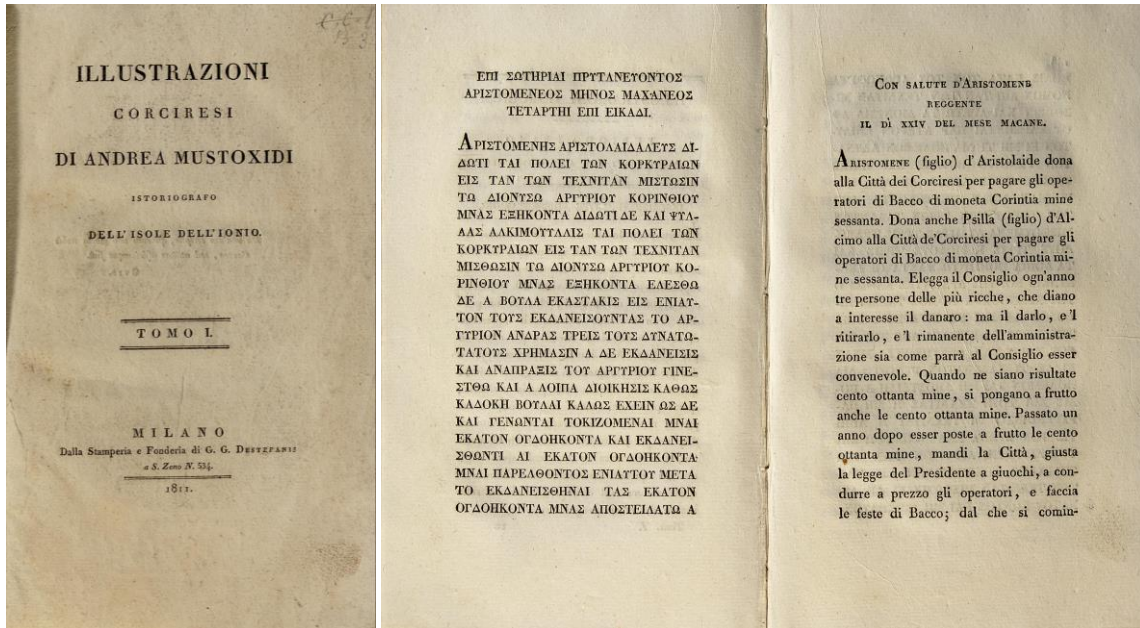 ILLUSTRAZIONI
CORCIRESI
DI ANDREA MUSTOXIDI
ISTORIOGRAFO
DELL'ISOLE DELL'IONIO.
TOMO I.
MILANO
Dalla Stamperia e Fonderia di G. G. DESTEFANIS
a S. Zeno N. 534.
1811.
ΕΠΙ ΣΩΤΗΡΙΑΙ ΠΡΥΤΑΝΕΥΟΝΤΟΣ
ΑΡΙΣΤΟΜΕΝΕΟΣ ΜΗΝΟΣ ΜΑΧΑΝΕΟΣ
ΤΕΤΑΡΤΗΙ ΕΠΙ ΕΙΚΑΔΙ.
ΑΡΙΣΤΟΜΕΝΗΣ ΑΡΙΣΤΟΛΑΙΔΑΛΕΥΣ ΔΙ-
ΔΩΤΙ ΤΑΙ ΠΟΛΕΙ ΤΩΝ ΚΟΡΚΥΡΑΙΩΝ
ΕΙΣ ΤΑΝ ΤΩΝ ΤΕΧΝΙΤΑΝ ΜΙΣΤΩΣΙΝ
ΤΩ ΔΙΟΝΥΣΩ ΑΡΓΥΡΙΟΥ ΚΟΡΙΝΘΙΟΥ
ΜΝΑΣ ΕΞΗΚΟΝΤΑ ΔΙΔΩΤΙ ΔΕ ΚΑΙ ΨΥΛ-
ΛΑΣ ΑΛΚΙΜΟΥΛΛΙΣ ΤΑΙ ΠΟΛΕΙ ΤΩΝ
ΚΟΡΚΥΡΑΙΩΝ ΕΙΣ ΤΑΝ ΤΩΝ ΤΕΧΝΙΤΑΝ
ΜΙΣΘΩΣΙΝ ΤΩ ΔΙΟΝΥΣΩ ΑΡΓΥΡΙΟΥ ΚΟ-
ΡΙΝΘΙΟΥ ΜΝΑΣ ΕΞΗΚΟΝΤΑ ΕΛΕΣΘΩ
ΔΕ Α ΒΟΥΛΑ ΕΚΑΣΤΑΚΙΣ ΕΙΣ ΕΝΙΑΥ-
ΤΟΝ ΤΟΥΣ ΕΚΔΑΝΕΙΣΟΥΝΤΑΣ ΤΟ ΑΡ-
ΓΥΡΙΟΝ ΑΝΔΡΑΣ ΤΡΕΙΣ ΤΟΥΣ ΔΥΝΑΤΩ-
ΤΑΤΟΥΣ ΧΡΗΜΑΣΙΝ Α ΔΕ ΕΚΔΑΝΕΙΣΙΣ
ΚΑΙ ΑΝΑΠΡΑΞΙΣ ΤΟΥ ΑΡΓΥΡΙΟΥ ΓΙΝΕ-
ΣΤΘΩ ΚΑΙ Α ΛΟΙΠΑ ΔΙΟΙΚΗΣΙΣ ΚΑΘΩΣ
ΚΑΔΟΚΗ ΒΟΥΛΑΙ ΚΑΛΩΣ ΕΧΕΙΝ ΩΣ ΔΕ
ΚΑΙ ΓΕΝΩΝΤΑΙ ΤΟΚΙΖΟΜΕΝΑΙ ΜΝΑΙ
ΕΚΑΤΟΝ ΟΓΔΟΗΚΟΝΤΑ ΚΑΙ ΕΚΔΑΝΕΙ-
ΣΘΩΝΤΙ ΑΙ ΕΚΑΤΟΝ ΟΓΔΟΗΚΟΝΤΑ
ΜΝΑΙ ΠΑΡΕΛΘΟΝΤΟΣ ΕΝΙΑΥΤΟΥ ΜΕΤΑ
ΤΟ ΕΚΔΑΝΕΙΣΘΗΝΑΙ ΤΑΣ ΕΚΑΤΟΝ
ΟΓΔΟΗΚΟΝΤΑ ΜΝΑΣ ΑΠΟΣΤΕΙΛΑΤΩ Α
CON SALUTE D'ARISTOMENE
REGGENTE
IL DÌ XXIV DEL MESE MACANE.
ARISTOMENE (figlio) d'Aristolaide dona
alla Città dei Corciresi per pagare gli ope-
ratori di Bacco di moneta Corintia mine
sessanta. Dona anche Psilla (figlio) d'Al-
cimo alla Città de'Corciresi per pagare gli
operatori di Bacco di moneta Corintia mi-
ne sessanta. Elegga il Consiglio ogn'anno
tre persone delle più ricche, che diano
a interesse il danaro: ma il darlo, e 'l
ritirarlo, e 'l rimanente dell'amministra-
zione sia come parrà al Consiglio esser
convenevole. Quando ne siano risultate
cento ottanta mine, si pongano a frutto
anche le cento ottanta mine. Passato un
anno dopo esser poste a frutto le cento
ottanta mine, mandi la Città, giusta
la legge del Presidente a giuochi, a con-
durre a prezzo gli operatori, e faccia
le feste di Bacco; dal che si comin-